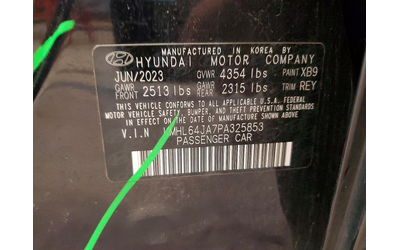 MANUFACTURED IN KOREA BY
HYUNDAI MOTOR COMPANY
JUN/2023 GVWR 4354 lbs PAINT XB9
GAWR FRONT 2513 lbs GAWR REAR 2315 lbs TRIM REY
THIS VEHICLE CONFORMS TO ALL APPLICABLE U.S.A. FEDERAL
MOTOR VEHICLE SAFETY, BUMPER, AND THEFT PREVENTION STANDARDS
IN EFFECT ON THE DATE OF MANUFACTURE SHOWN ABOVE.
V.I.N KMHL64JA7PA325853
PASSENGER CAR